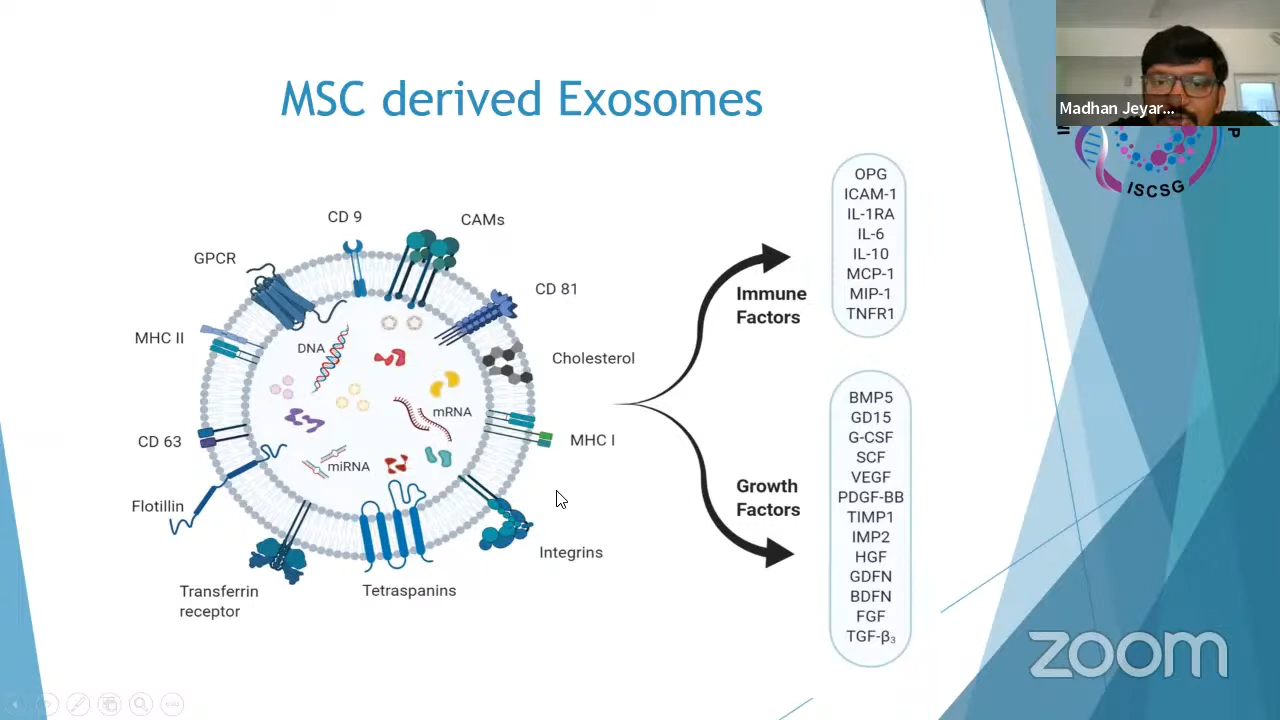 MSC derived Exosomes
Madhan Jeyar...
ISCSG
CD 9
CAMs
GPCR
CD 81
MHC II
DNA
Cholesterol
mRNA
CD 63
MHC I
miRNA
Flotillin
Integrins
Transferrin
receptor
Tetraspanins
Immune
Factors
OPG
ICAM-1
IL-1RA
IL-6
IL-10
MCP-1
MIP-1
TNFR1
Growth
Factors
BMP5
GD15
G-CSF
SCF
VEGF
PDGF-BB
TIMP1
IMP2
HGF
GDFN
BDFN
FGF
TGF-β₃
zoom